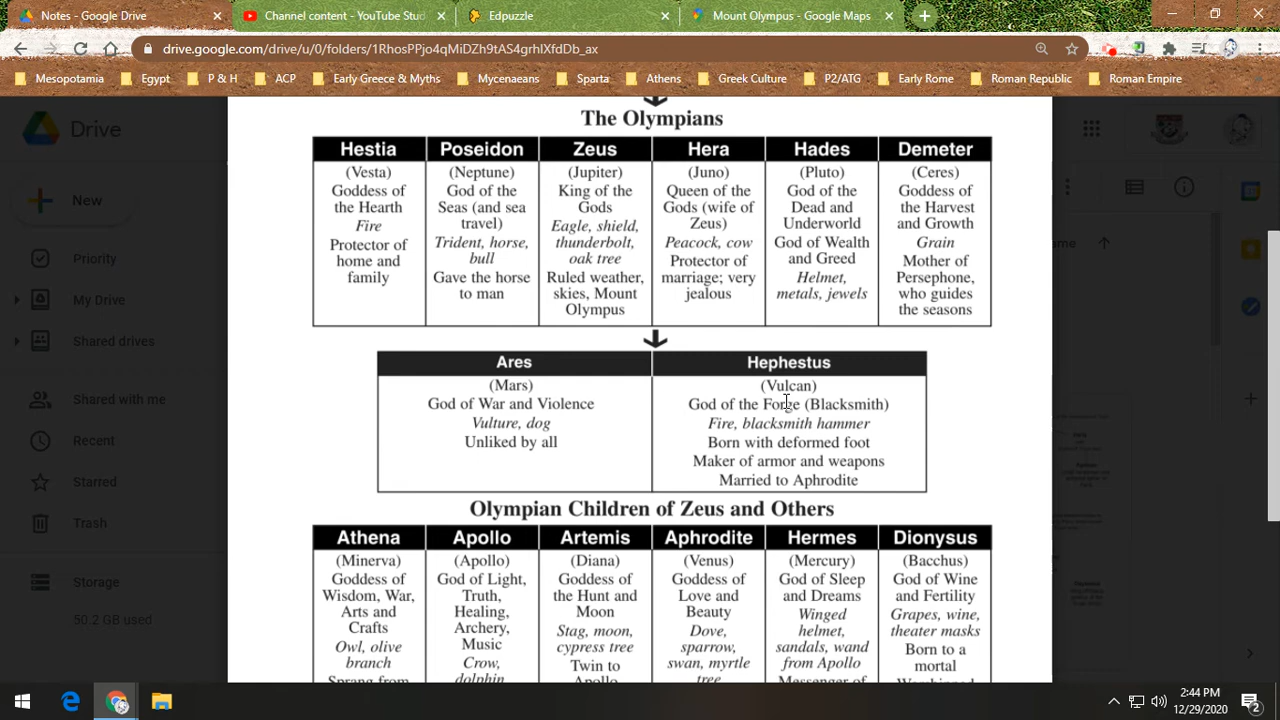 Notes - Google Drive
Channel content - YouTube Stud
Edpuzzle
Mount Olympus - Google Maps
drive.google.com/drive/u/0/folders/1RhosPPjo4qMiDZh9tAS4grhIXfdDb_ax
Mesopotamia
Egypt
P & H
ACP
Early Greece & Myths
Mycenaeans
Sparta
Athens
Greek Culture
P2/ATG
Early Rome
Roman Republic
Roman Empire
Drive
New
Priority
My Drive
Shared drives
Shared with me
Recent
Starred
Trash
Storage
50.2 GB used
The Olympians
Hestia
(Vesta)
Goddess of
the Hearth
Fire
Protector of
home and
family
Poseidon
(Neptune)
God of the
Seas (and sea
travel)
Trident, horse,
bull
Gave the horse
to man
Zeus
(Jupiter)
King of the
Gods
Eagle, shield,
thunderbolt,
oak tree
Ruled weather,
skies, Mount
Olympus
Hera
(Juno)
Queen of the
Gods (wife of
Zeus)
Peacock, cow
Protector of
marriage; very
jealous
Hades
(Pluto)
God of the
Dead and
Underworld
God of Wealth
and Greed
Helmet,
metals, jewels
Demeter
(Ceres)
Goddess of
the Harvest
and Growth
Grain
Mother of
Persephone,
who guides
the seasons
Ares
(Mars)
God of War and Violence
Vulture, dog
Unliked by all
Hephestus
(Vulcan)
God of the Forge (Blacksmith)
Fire, blacksmith hammer
Born with deformed foot
Maker of armor and weapons
Married to Aphrodite
Olympian Children of Zeus and Others
Athena
(Minerva)
Goddess of
Wisdom, War,
Arts and
Crafts
Owl, olive
branch
Sprang from
Apollo
(Apollo)
God of Light,
Truth,
Healing,
Archery,
Music
Crow,
dolphin
Artemis
(Diana)
Goddess of
the Hunt and
Moon
Stag, moon,
cypress tree
Twin to
Apollo
Aphrodite
(Venus)
Goddess of
Love and
Beauty
Dove,
sparrow,
swan, myrtle
tree
Hermes
(Mercury)
God of Sleep
and Dreams
Winged
helmet,
sandals, wand
from Apollo
Messenger of
Dionysus
(Bacchus)
God of Wine
and Fertility
Grapes, wine,
theater masks
Born to a
mortal
Worshipped
2:44 PM
12/29/2020
2